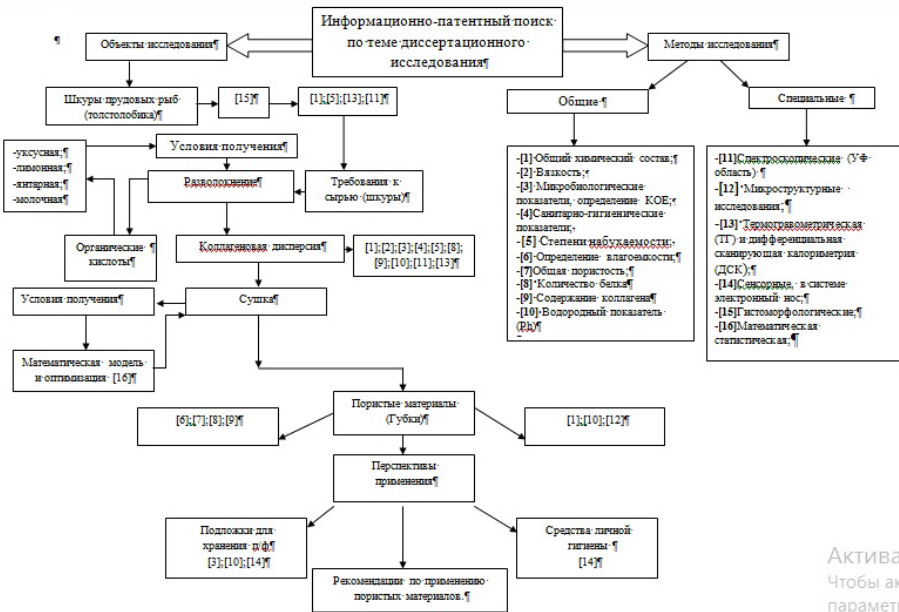 Информационно-патентный поиск
по теме диссертационного
исследования¶
¶
Объекты исследования¶
Методы исследования¶
Шкуры прудовых рыб
(толстолобика)¶
[15]¶
[1];[5];[13];[11]¶
Общие ¶
Специальные ¶
-уксусная;¶
-лимонная;¶
-янтарная;¶
-молочная¶
Условия получения¶
Разволокнение¶
Требования к
сырью (шкуры)¶
Органические ¶
кислоты¶
Коллагеновая дисперсия¶
[1];[2];[3];[4];[5];[8];
[9];[10];[11];[13]¶
-[1] Общий химический состав;¶
-[2] Вязкость;¶
-[3] Микробиологические
показатели, определение КОЕ;
-[4]Санитарно-гигиенические
показатели;
-[5] Степени набухаемости;
-[6] Определение влагоемкости;¶
-[7]Общая пористость;¶
-[8] Количество белка¶
-[9] Содержание коллагена¶
-[10] Водородный показатель
(Рh)¶
-[11]Спектроскопические (УФ
область) ¶
-[12] Микроструктурные
исследования;¶
-[13] Термогравометрическая
(ТГ) и дифференциальная
сканирующая калориметрия
(ДСК);¶
-[14]Сенсорные, в системе
электронный нос;¶
-[15]Гистоморфологические;¶
-[16]Математическая
статистическая;¶
Условия получения¶
Сушка¶
Математическая модель
и оптимизация [16]¶
[6];[7];[8];[9]¶
Пористые материалы
(Губки)¶
[1];[10];[12]¶
Перспективы
применения¶
Подложки для
хранения п/ф¶
[3];[10];[14]¶
Средства личной
гигиены ¶
[14]¶
Рекомендации по применению
пористых материалов.¶
Актива
Чтобы ак
парамет